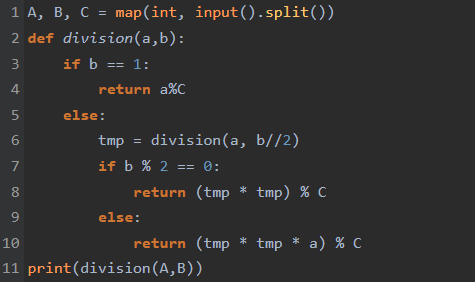 1 A, B, C = map(int, input().split())
2 def division(a,b):
3     if b == 1:
4         return a%C
5     else:
6         tmp = division(a, b//2)
7         if b % 2 == 0:
8             return (tmp * tmp) % C
9         else:
10             return (tmp * tmp * a) % C
11 print(division(A,B))